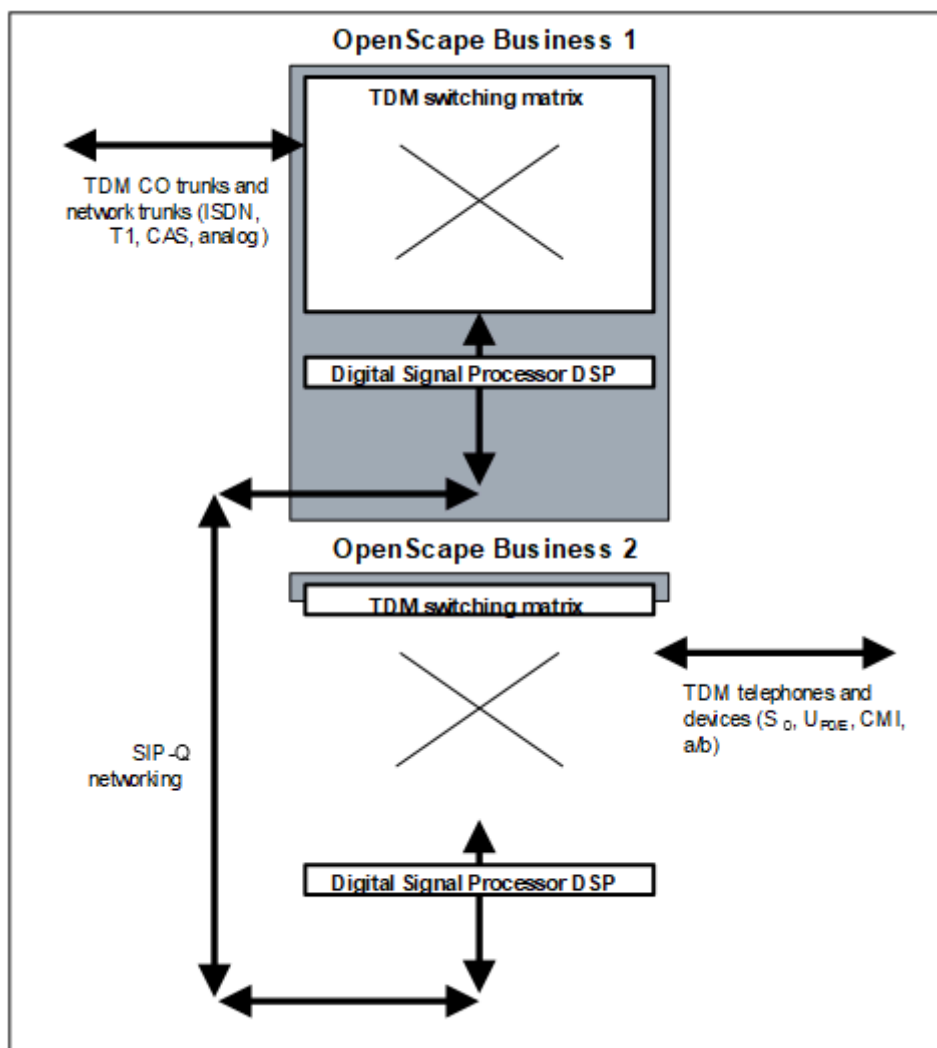 OpenScape Business 1
TDM switching matrix
TDM CO trunks and
network trunks (ISDN,
T1, CAS, analog)
Digital Signal Processor DSP
OpenScape Business 2
TDM switching matrix
TDM telephones and
devices (S₀, U_P0/E, CMI,
a/b)
SIP-Q
networking
Digital Signal Processor DSP